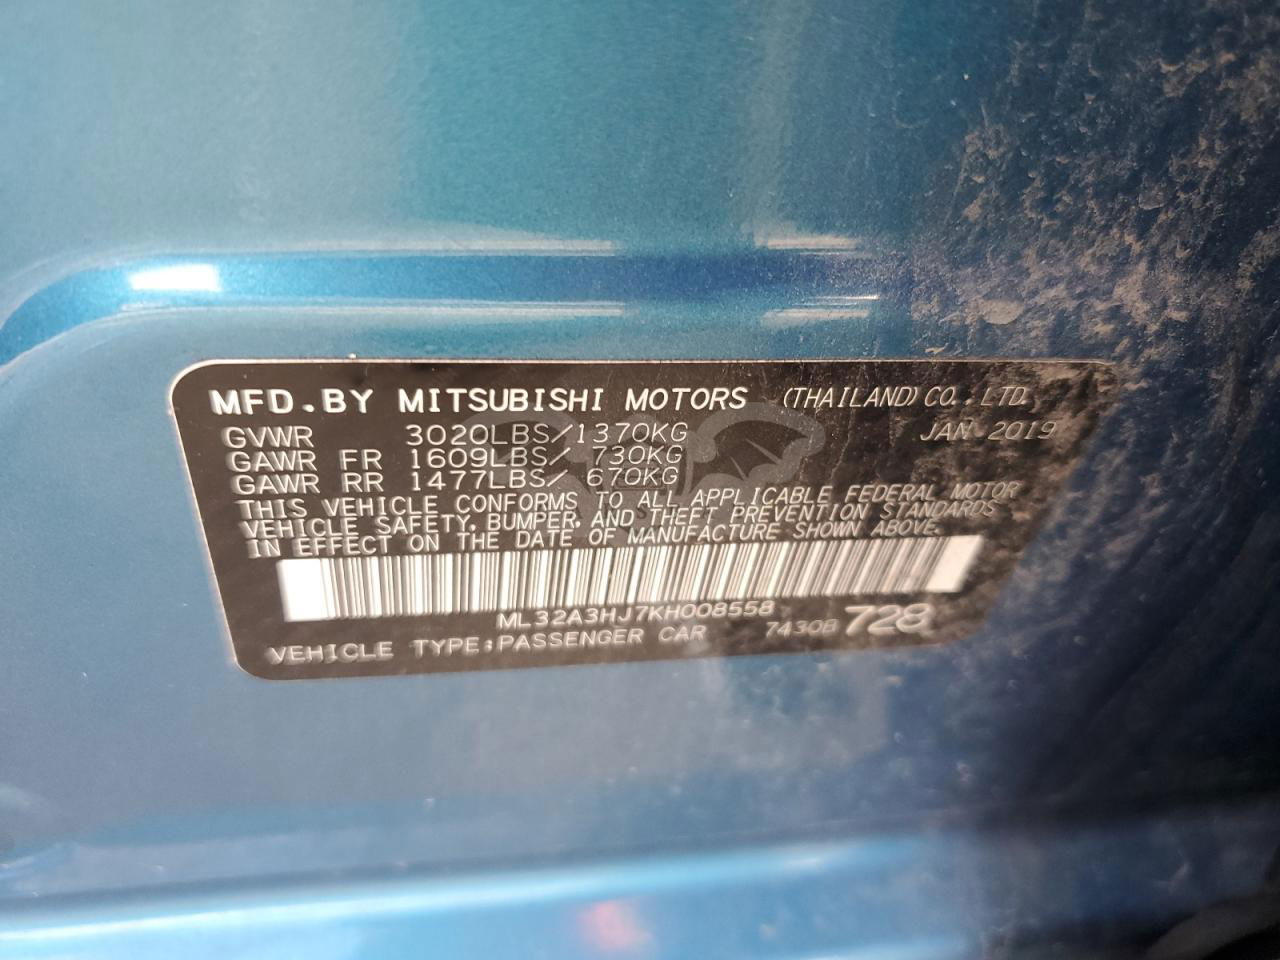 MFD.BY MITSUBISHI MOTORS (THAILAND) CO.,LTD.
GVWR 3020LBS/1370KG JAN 2019
GAWR FR 1609LBS/ 730KG
GAWR RR 1477LBS/ 670KG
THIS VEHICLE CONFORMS TO ALL APPLICABLE FEDERAL MOTOR
VEHICLE SAFETY, BUMPER, AND THEFT PREVENTION STANDARDS
IN EFFECT ON THE DATE OF MANUFACTURE SHOWN ABOVE.
ML32A3HJ7KH008558
VEHICLE TYPE:PASSENGER CAR 7430B 728